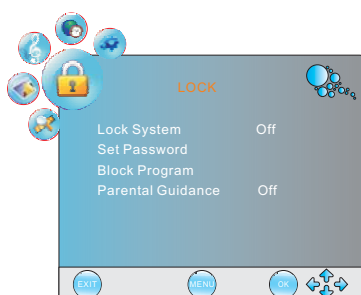 LOCK
Lock System Off
Set Password
Block Program
Parental Guidance Off
EXIT MENU OK